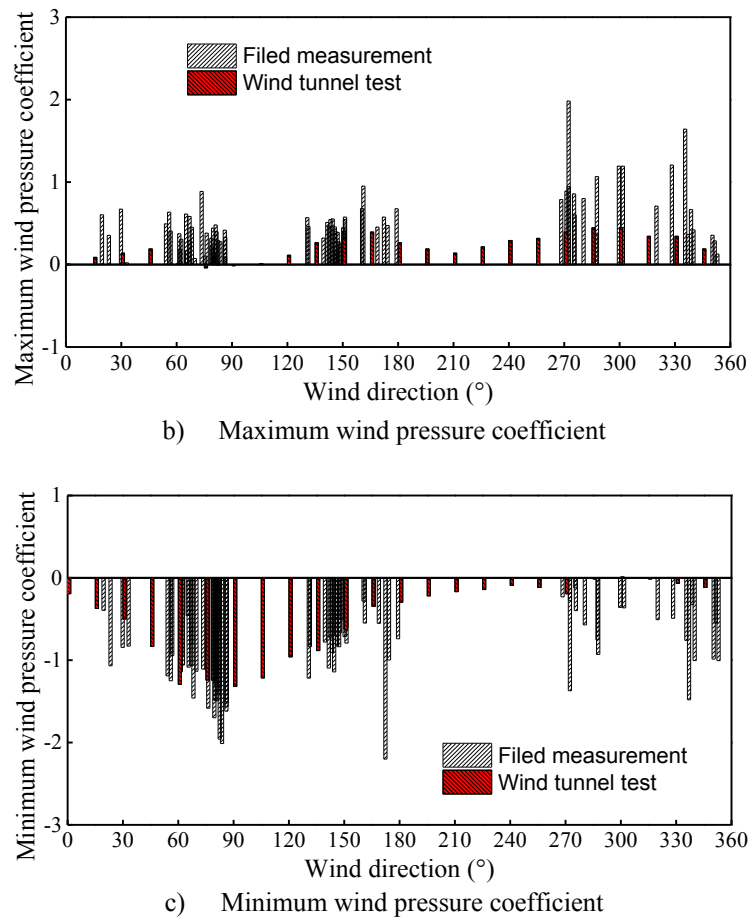 3
2
1
0
-1
Maximum wind pressure coefficient
Filed measurement
Wind tunnel test
0 30 60 90 120 150 180 210 240 270 300 330 360
Wind direction (°)
b) Maximum wind pressure coefficient
1
0
-1
-2
-3
Minimum wind pressure coefficient
Filed measurement
Wind tunnel test
0 30 60 90 120 150 180 210 240 270 300 330 360
Wind direction (°)
c) Minimum wind pressure coefficient